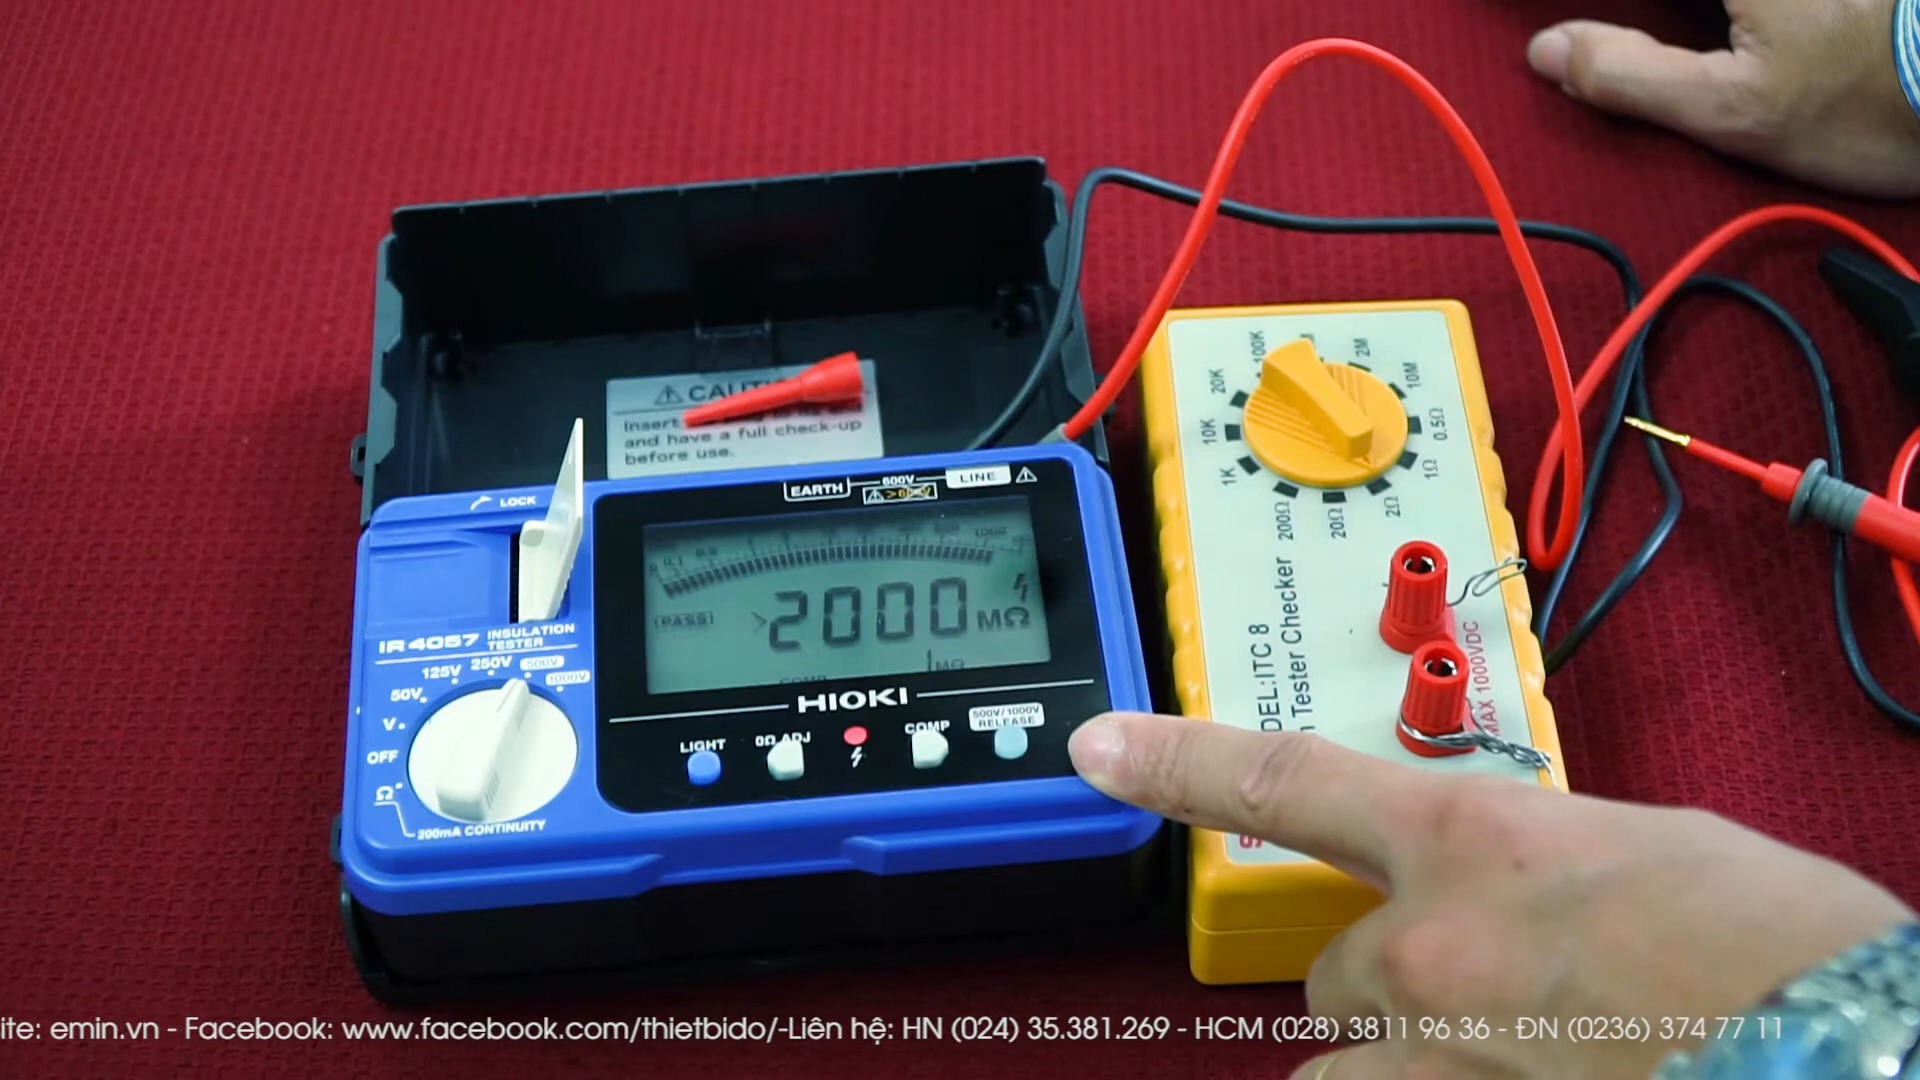 CAUTION
Insert
and have a full check-up
before use.
LOCK
EARTH
600V
LINE
>600V
PASS
>2000 MΩ
MΩ
COMP
IR4057 INSULATION TESTER
50V
125V
250V
500V
1000V
V
OFF
Ω
200mA CONTINUITY
HIOKI
LIGHT
0Ω ADJ
COMP
500V/1000V
RELEASE
1K
10K
20K
100K
2M
10M
0.5Ω
1Ω
2Ω
20Ω
200Ω
DEL:ITC 8
Tester Checker
MAX 1000VDC
ite: emin.vn - Facebook: www.facebook.com/thietbido/-Liên hệ: HN (024) 35.381.269 - HCM (028) 3811 96 36 - ĐN (0236) 374 77 11